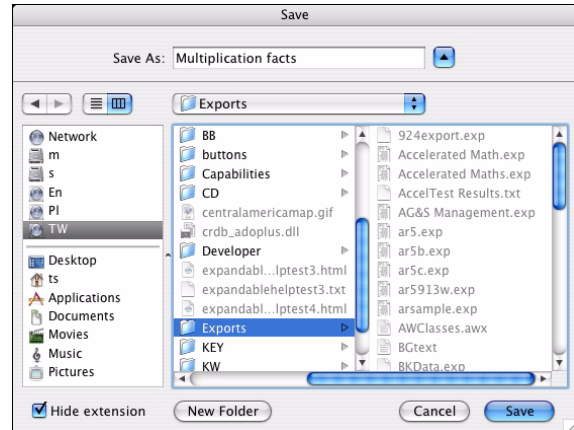 Save
Save As: Multiplication facts
Exports
Network
m
s
En
Pl
TW
Desktop
ts
Applications
Documents
Movies
Music
Pictures
BB
buttons
Capabilities
CD
centralamericamap.gif
crdb_adoplus.dll
Developer
expandabl...lptest3.html
expandablehelptest3.txt
expandabl...lptest4.html
Exports
KEY
KW
924export.exp
Accelerated Math.exp
Accelerated Maths.exp
AccelTest Results.txt
AG&S Management.exp
ar5.exp
ar5b.exp
ar5c.exp
ar5913w.exp
arsample.exp
AWClasses.awx
BGtext
BKData.exp
Hide extension
New Folder
Cancel
Save